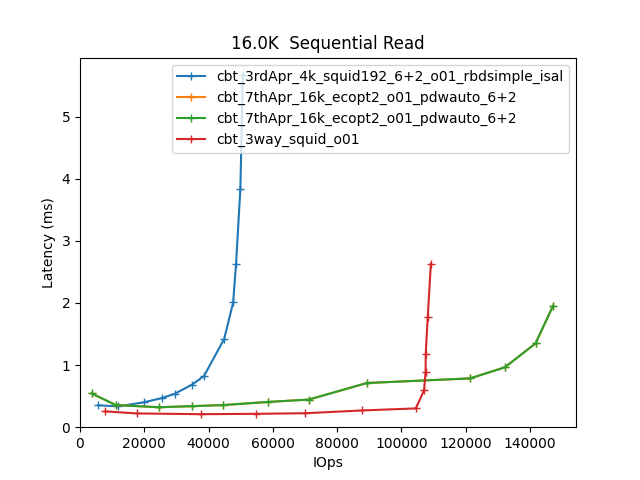 16.0K  Sequential Read
cbt_3rdApr_4k_squid192_6+2_o01_rbdsimple_isal
cbt_7thApr_16k_ecopt2_o01_pdwauto_6+2
cbt_7thApr_16k_ecopt2_o01_pdwauto_6+2
cbt_3way_squid_o01
Latency (ms)
5
4
3
2
1
0
0 20000 40000 60000 80000 100000 120000 140000
IOps